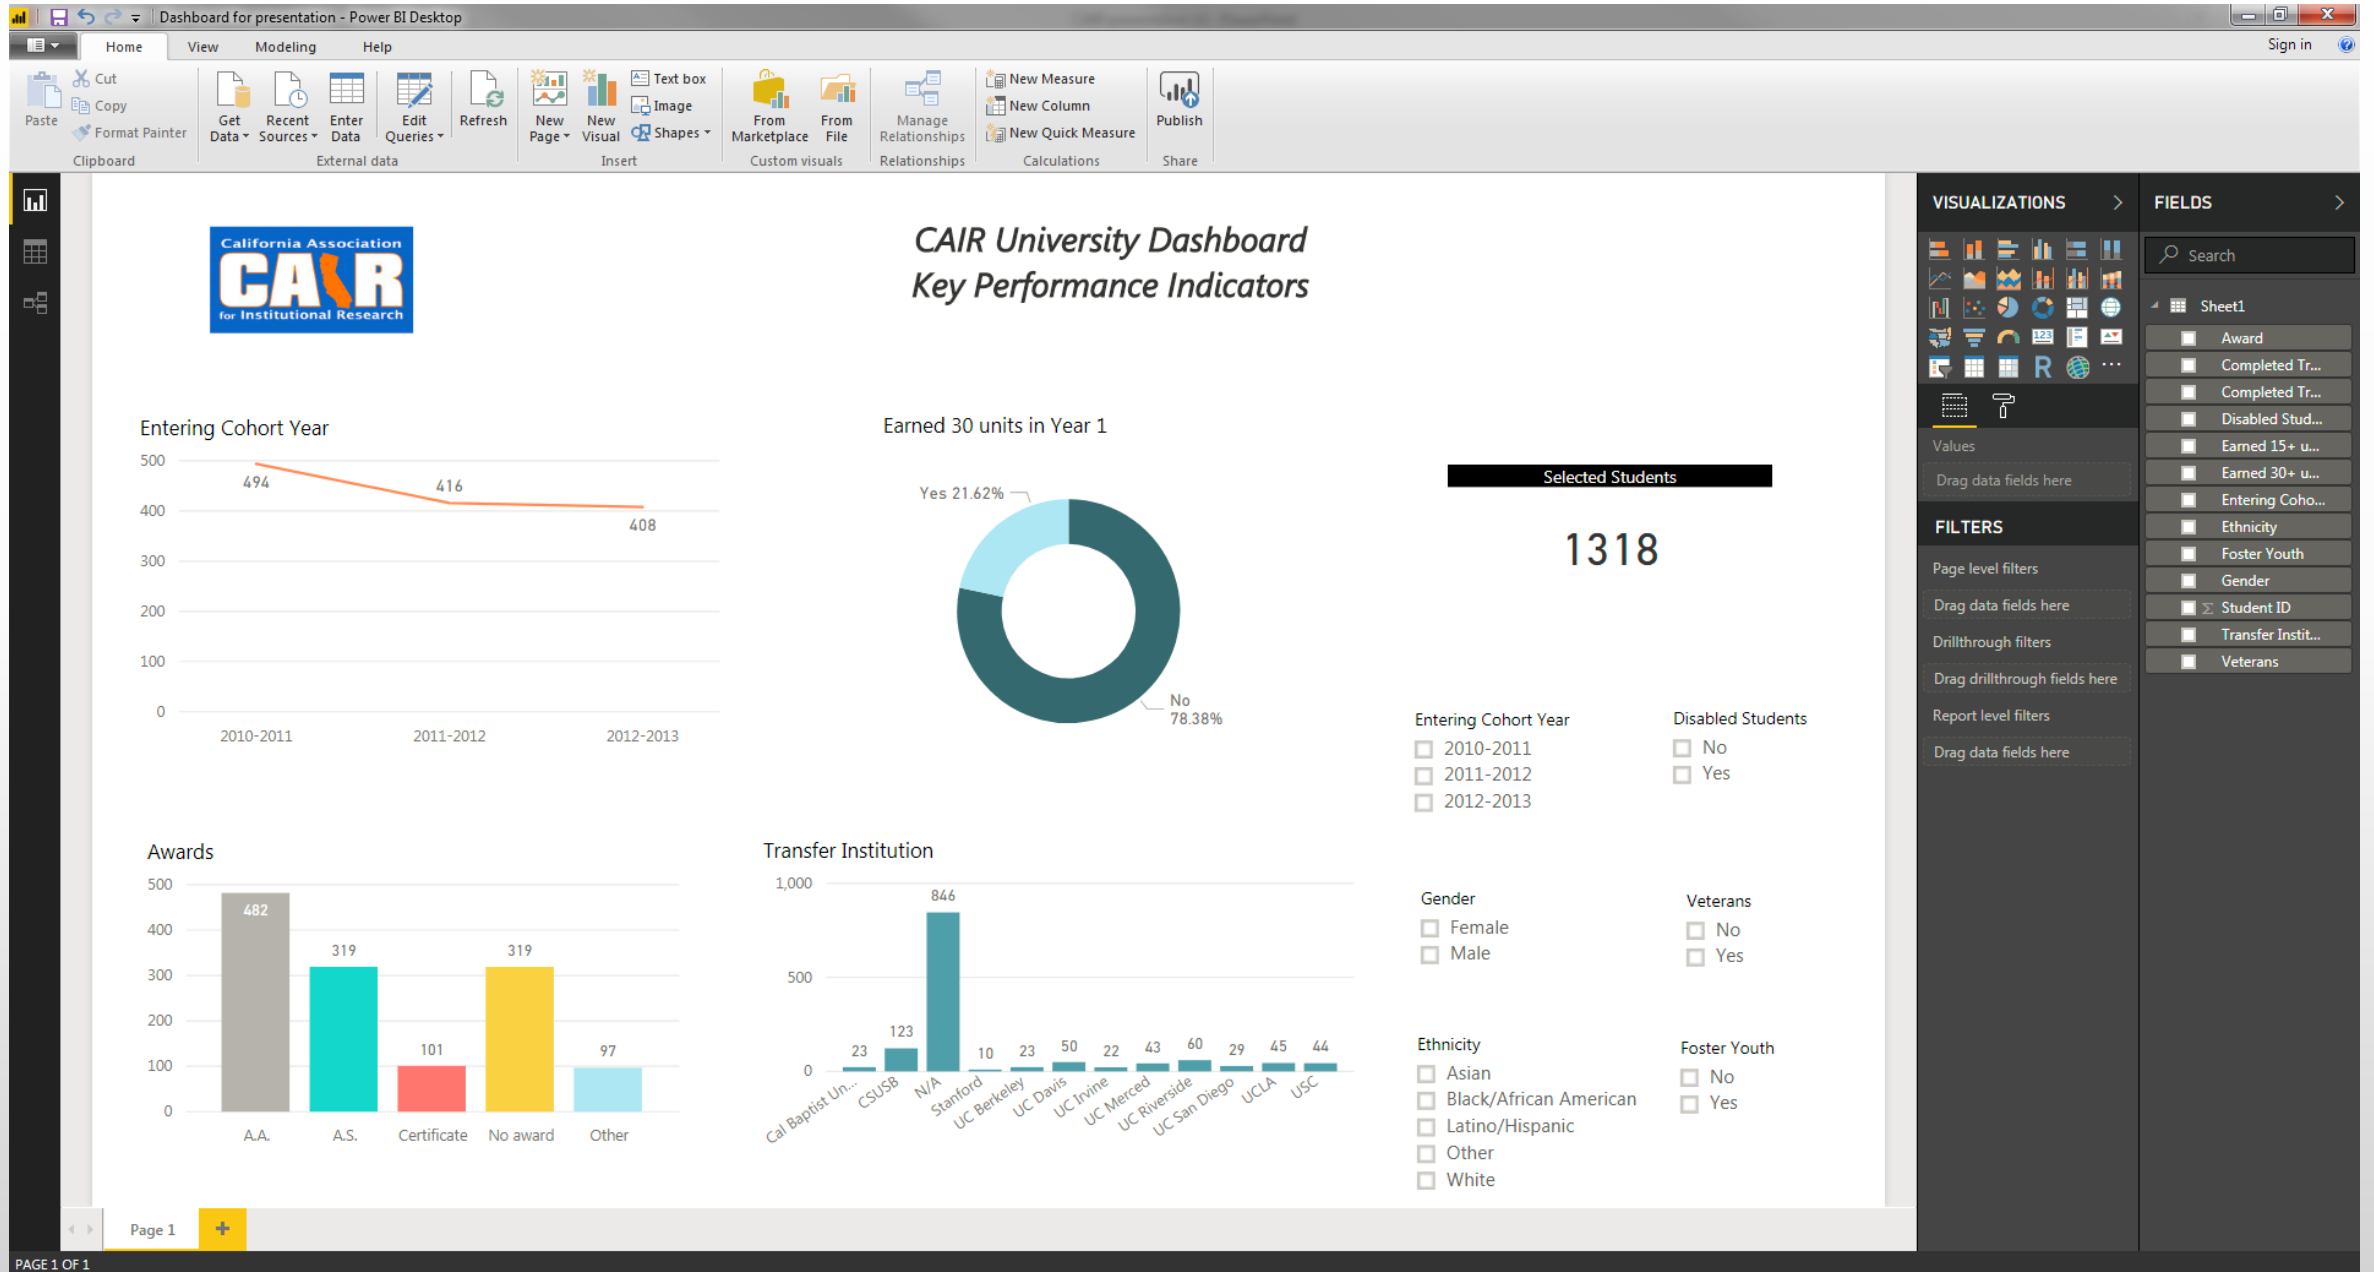 Dashboard for presentation - Power BI Desktop
Home View Modeling Help Sign in
Paste
Cut
Copy
Format Painter
Clipboard
Get Data
Recent Sources
Enter Data
Edit Queries
External data
Refresh
New Page
New Visual
Text box
Image
Shapes
Insert
From Marketplace
From File
Custom visuals
Manage Relationships
Relationships
New Measure
New Column
New Quick Measure
Calculations
Publish
Share
California Association
CAIR
for Institutional Research
CAIR University Dashboard
Key Performance Indicators
Entering Cohort Year
500
400
300
200
100
0
494
416
408
2010-2011 2011-2012 2012-2013
Earned 30 units in Year 1
Yes 21.62%
No
78.38%
Selected Students
1318
Entering Cohort Year
2010-2011
2011-2012
2012-2013
Disabled Students
No
Yes
Awards
500
400
300
200
100
0
482
319
101
319
97
A.A. A.S. Certificate No award Other
Transfer Institution
1,000
500
0
23 123 846 10 23 50 22 43 60 29 45 44
Cal Baptist Un...
CSUSB
N/A
Stanford
UC Berkeley
UC Davis
UC Irvine
UC Merced
UC Riverside
UC San Diego
UCLA
USC
Gender
Female
Male
Veterans
No
Yes
Ethnicity
Asian
Black/African American
Latino/Hispanic
Other
White
Foster Youth
No
Yes
VISUALIZATIONS
123
R
Values
Drag data fields here
FILTERS
Page level filters
Drag data fields here
Drillthrough filters
Drag drillthrough fields here
Report level filters
Drag data fields here
FIELDS
Search
Sheet1
Award
Completed Tr...
Completed Tr...
Disabled Stud...
Earned 15+ u...
Earned 30+ u...
Entering Coho...
Ethnicity
Foster Youth
Gender
Σ Student ID
Transfer Instit...
Veterans
Page 1
PAGE 1 OF 1